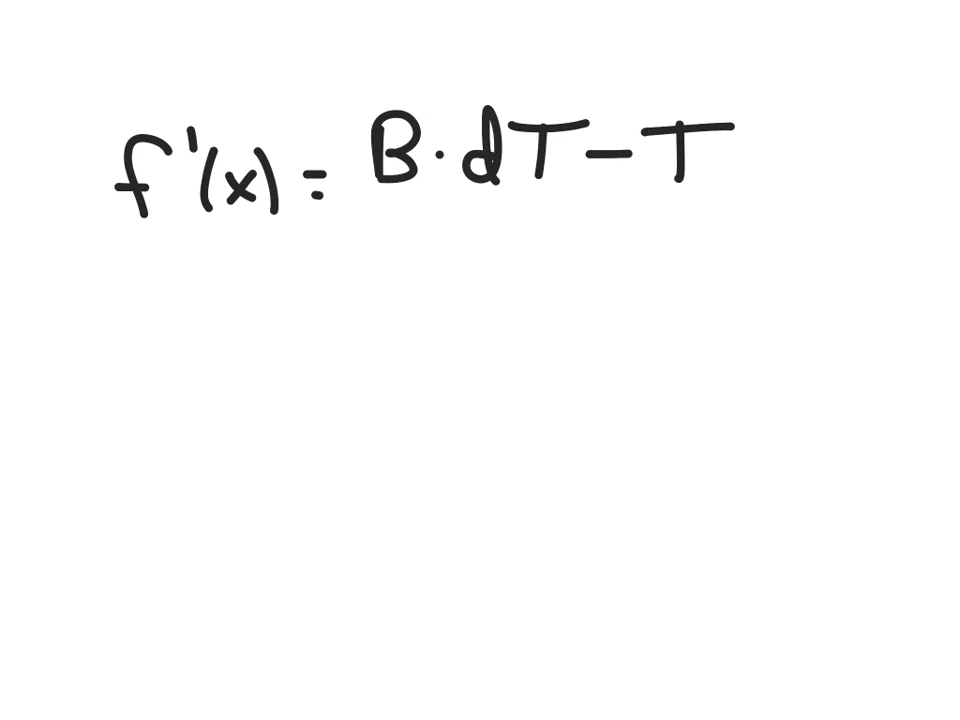 f'(x) = B · dT − T